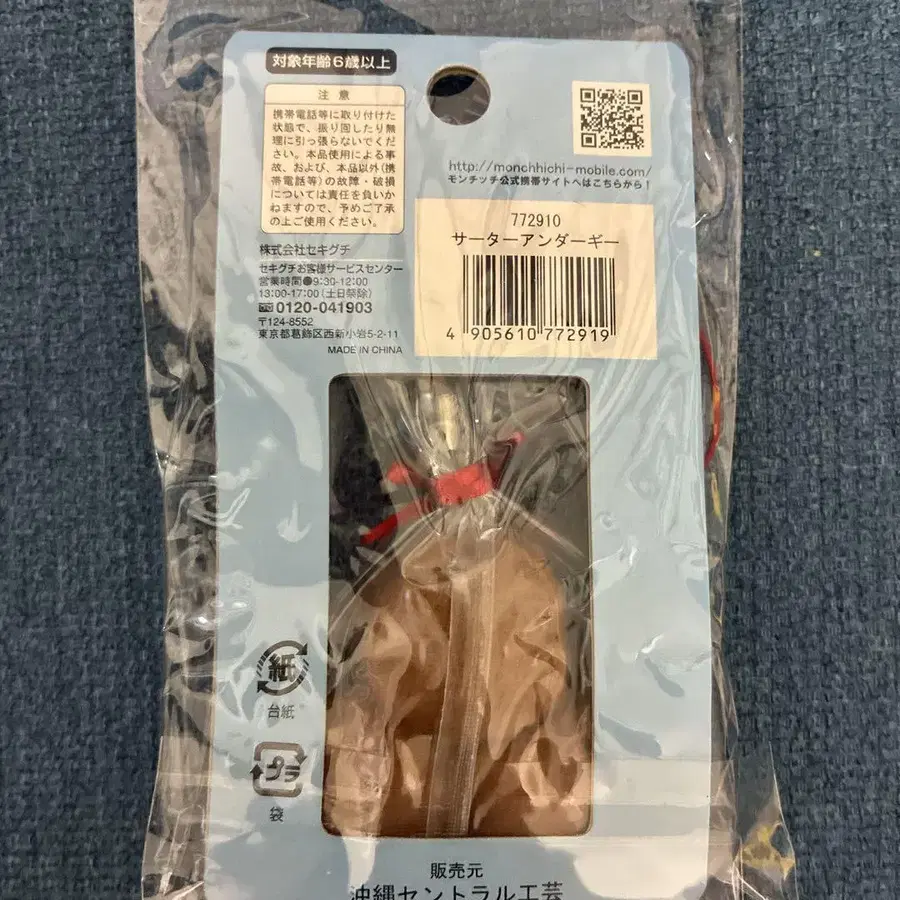 対象年齢6歳以上
注 意
携帯電話等に取り付けた
状態で、振り回したり無
理に引っ張らないでくだ
さい。本品使用による事
故、および、本品以外(携
帯電話等)の故障・破損
については責任を負いか
ねますので、予めご了承
の上ご使用ください。
株式会社セキグチ
セキグチお客様サービスセンター
営業時間●9:30-12:00
13:00-17:00(土日祭除)
0120-041903
〒124-8552
東京都葛飾区西新小岩5-2-11
MADE IN CHINA
http://monchhichi-mobile.com/
モンチッチ公式携帯サイトへはこちらから!
772910
サーターアンダーギー
4 905610 772919
紙
台紙
プラ
袋
販売元
沖縄セントラル工芸